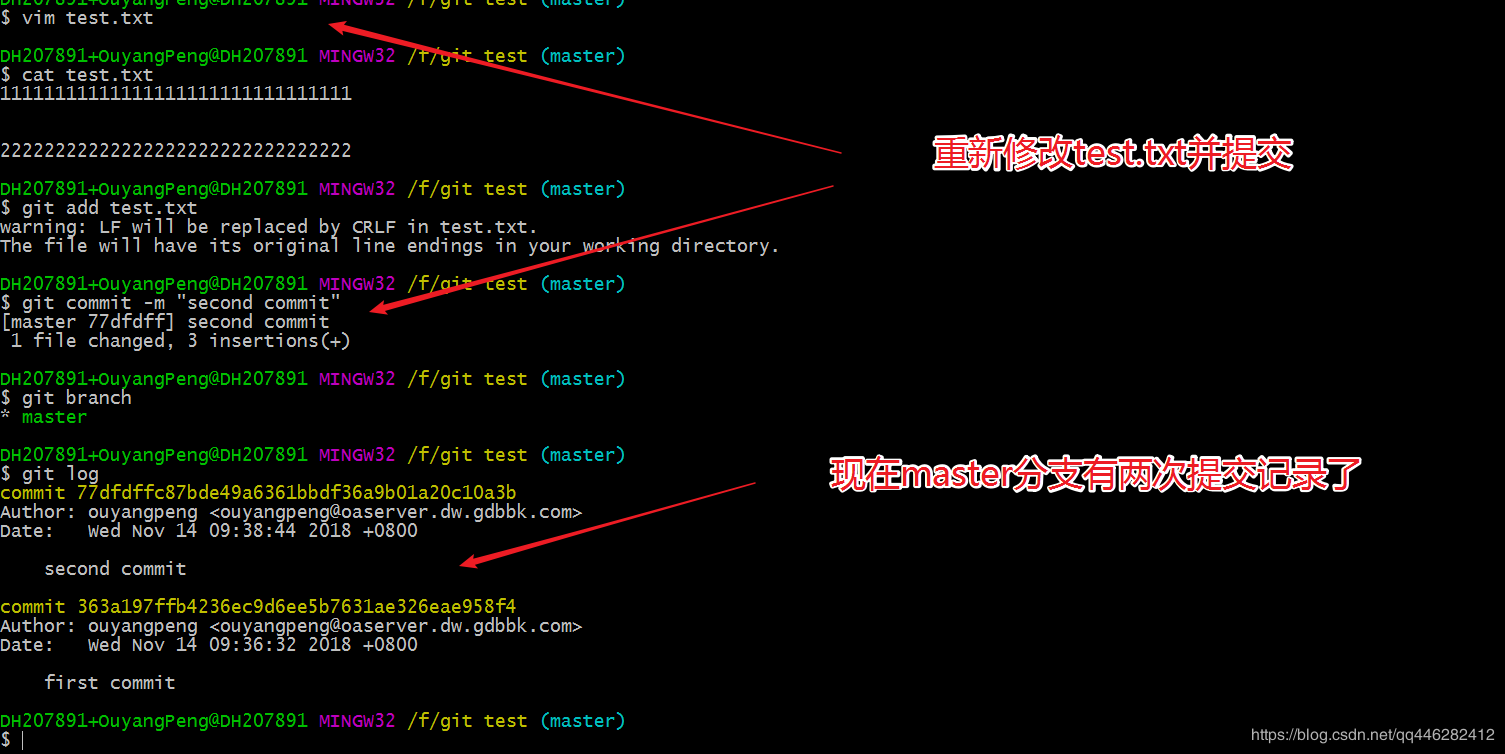 DH207891+OuyangPeng@DH207891 MINGW32 /f/git test (master)
$ vim test.txt
DH207891+OuyangPeng@DH207891 MINGW32 /f/git test (master)
$ cat test.txt
11111111111111111111111111111111
22222222222222222222222222222222
重新修改test.txt并提交
DH207891+OuyangPeng@DH207891 MINGW32 /f/git test (master)
$ git add test.txt
warning: LF will be replaced by CRLF in test.txt.
The file will have its original line endings in your working directory.
DH207891+OuyangPeng@DH207891 MINGW32 /f/git test (master)
$ git commit -m "second commit"
[master 77dfdff] second commit
 1 file changed, 3 insertions(+)
DH207891+OuyangPeng@DH207891 MINGW32 /f/git test (master)
$ git branch
* master
DH207891+OuyangPeng@DH207891 MINGW32 /f/git test (master)
$ git log
现在master分支有两次提交记录了
commit 77dfdffc87bde49a6361bbdf36a9b01a20c10a3b
Author: ouyangpeng <ouyangpeng@oaserver.dw.gdbbk.com>
Date:   Wed Nov 14 09:38:44 2018 +0800
    second commit
commit 363a197ffb4236ec9d6ee5b7631ae326eae958f4
Author: ouyangpeng <ouyangpeng@oaserver.dw.gdbbk.com>
Date:   Wed Nov 14 09:36:32 2018 +0800
    first commit
DH207891+OuyangPeng@DH207891 MINGW32 /f/git test (master)
$
https://blog.csdn.net/qq446282412